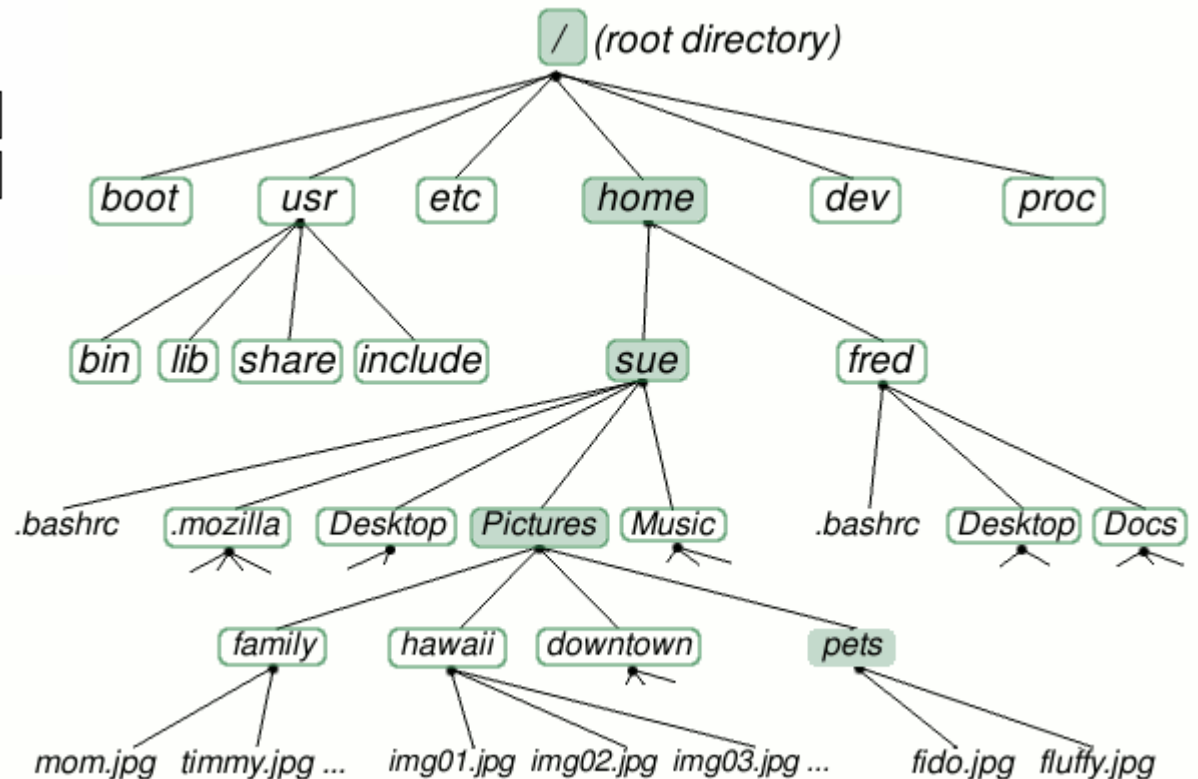 / (root directory)
boot usr etc home dev proc
bin lib share include sue fred
.bashrc .mozilla Desktop Pictures Music .bashrc Desktop Docs
family hawaii downtown pets
mom.jpg timmy.jpg ... img01.jpg img02.jpg img03.jpg ... fido.jpg fluffy.jpg